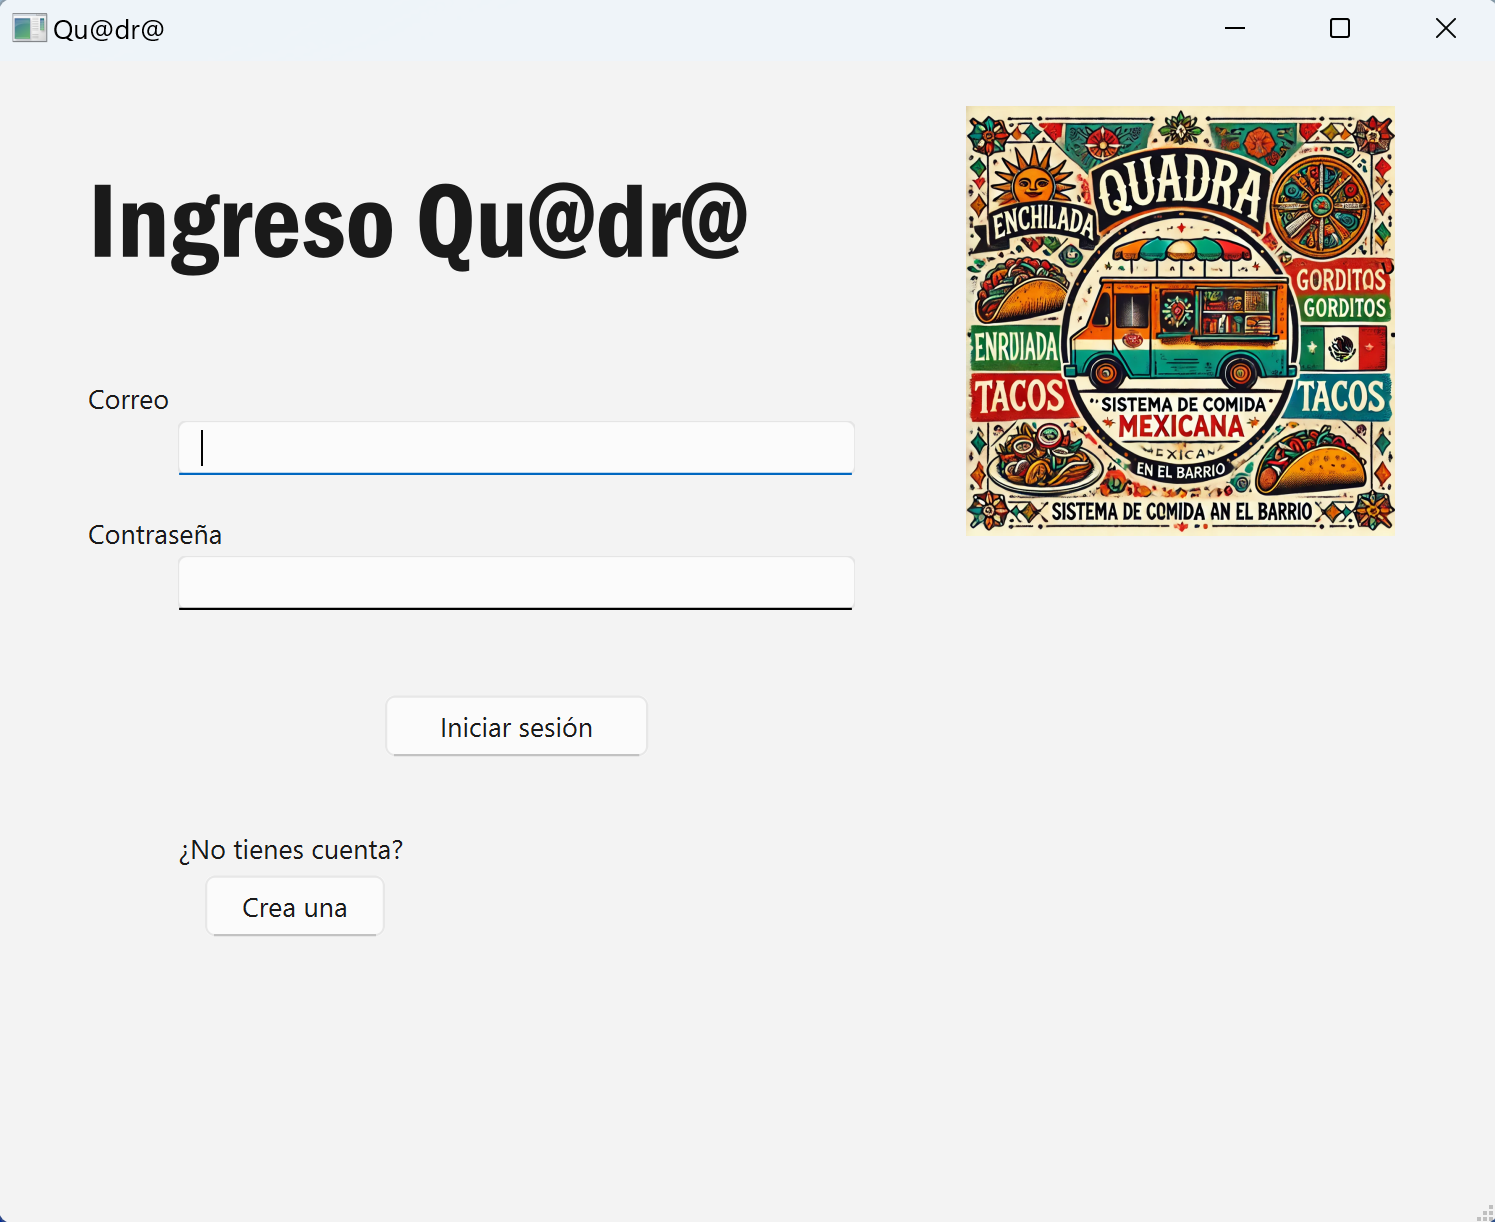 Qu@dr@
Ingreso Qu@dr@
Correo
Contraseña
Iniciar sesión
¿No tienes cuenta?
Crea una
QUADRA
ENCHILADA
GORDITOS
GORDITOS
ENRDIADA
TACOS
TACOS
SISTEMA DE COMIDA
MEXICANA
EXICAN
EN EL BARRIO
SISTEMA DE COMIDA AN EL BARRIO